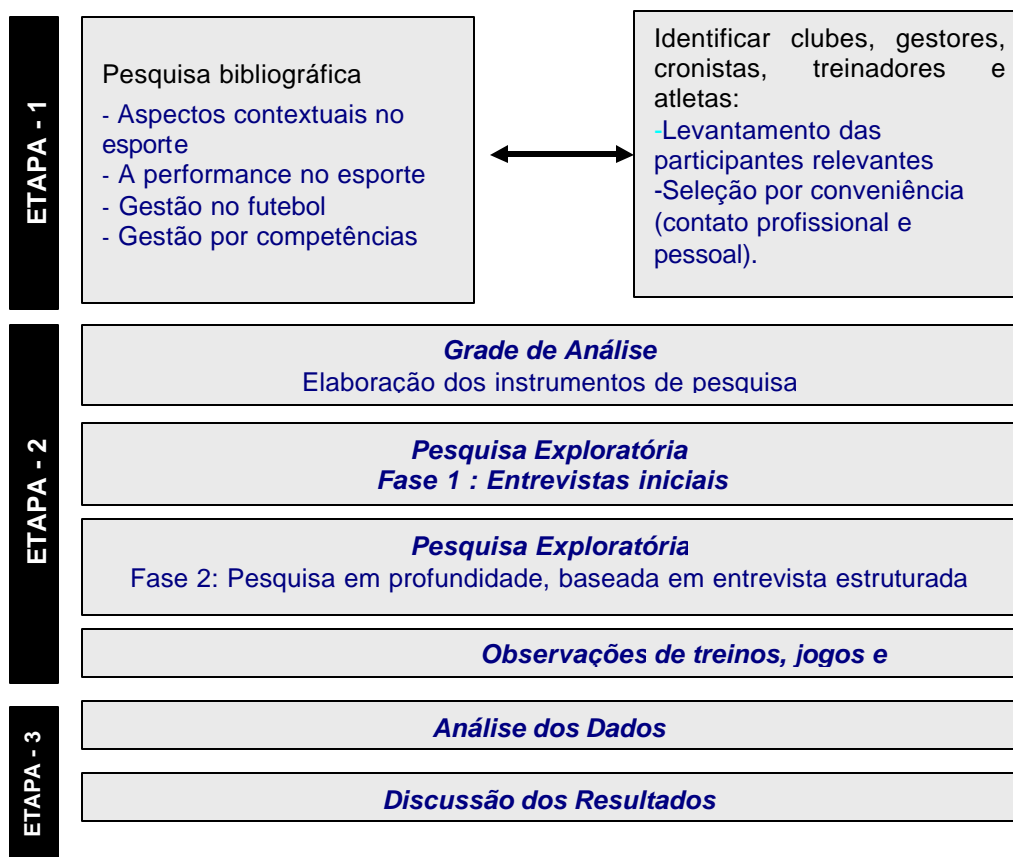 ETAPA - 1
Pesquisa bibliográfica
- Aspectos contextuais no
esporte
- A performance no esporte
- Gestão no futebol
- Gestão por competências
Identificar clubes, gestores,
cronistas, treinadores e
atletas:
-Levantamento das
participantes relevantes
-Seleção por conveniência
(contato profissional e
pessoal).
ETAPA - 2
Grade de Análise
Elaboração dos instrumentos de pesquisa
Pesquisa Exploratória
Fase 1 : Entrevistas iniciais
Pesquisa Exploratória
Fase 2: Pesquisa em profundidade, baseada em entrevista estruturada
Observações de treinos, jogos e
ETAPA - 3
Análise dos Dados
Discussão dos Resultados